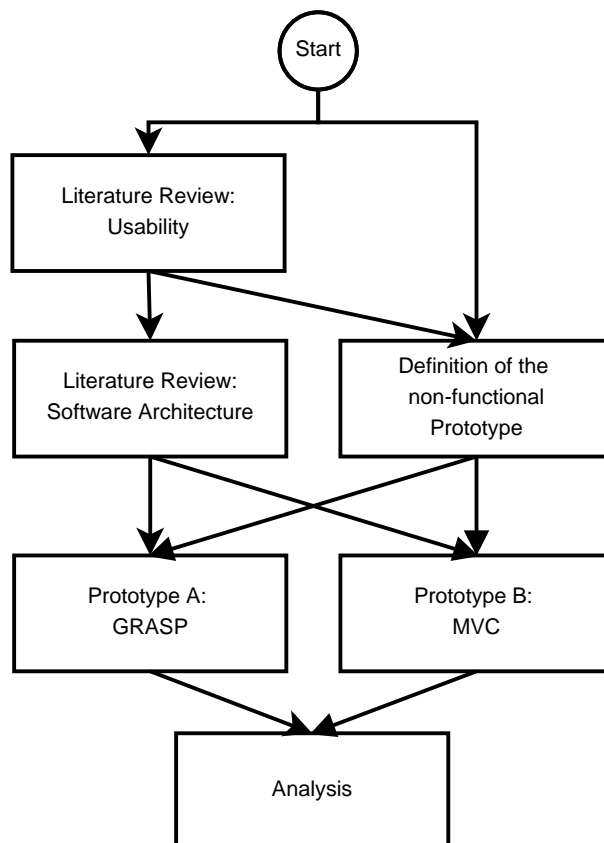 Start
Literature Review:
Usability
Literature Review:
Software Architecture
Definition of the
non-functional
Prototype
Prototype A:
GRASP
Prototype B:
MVC
Analysis